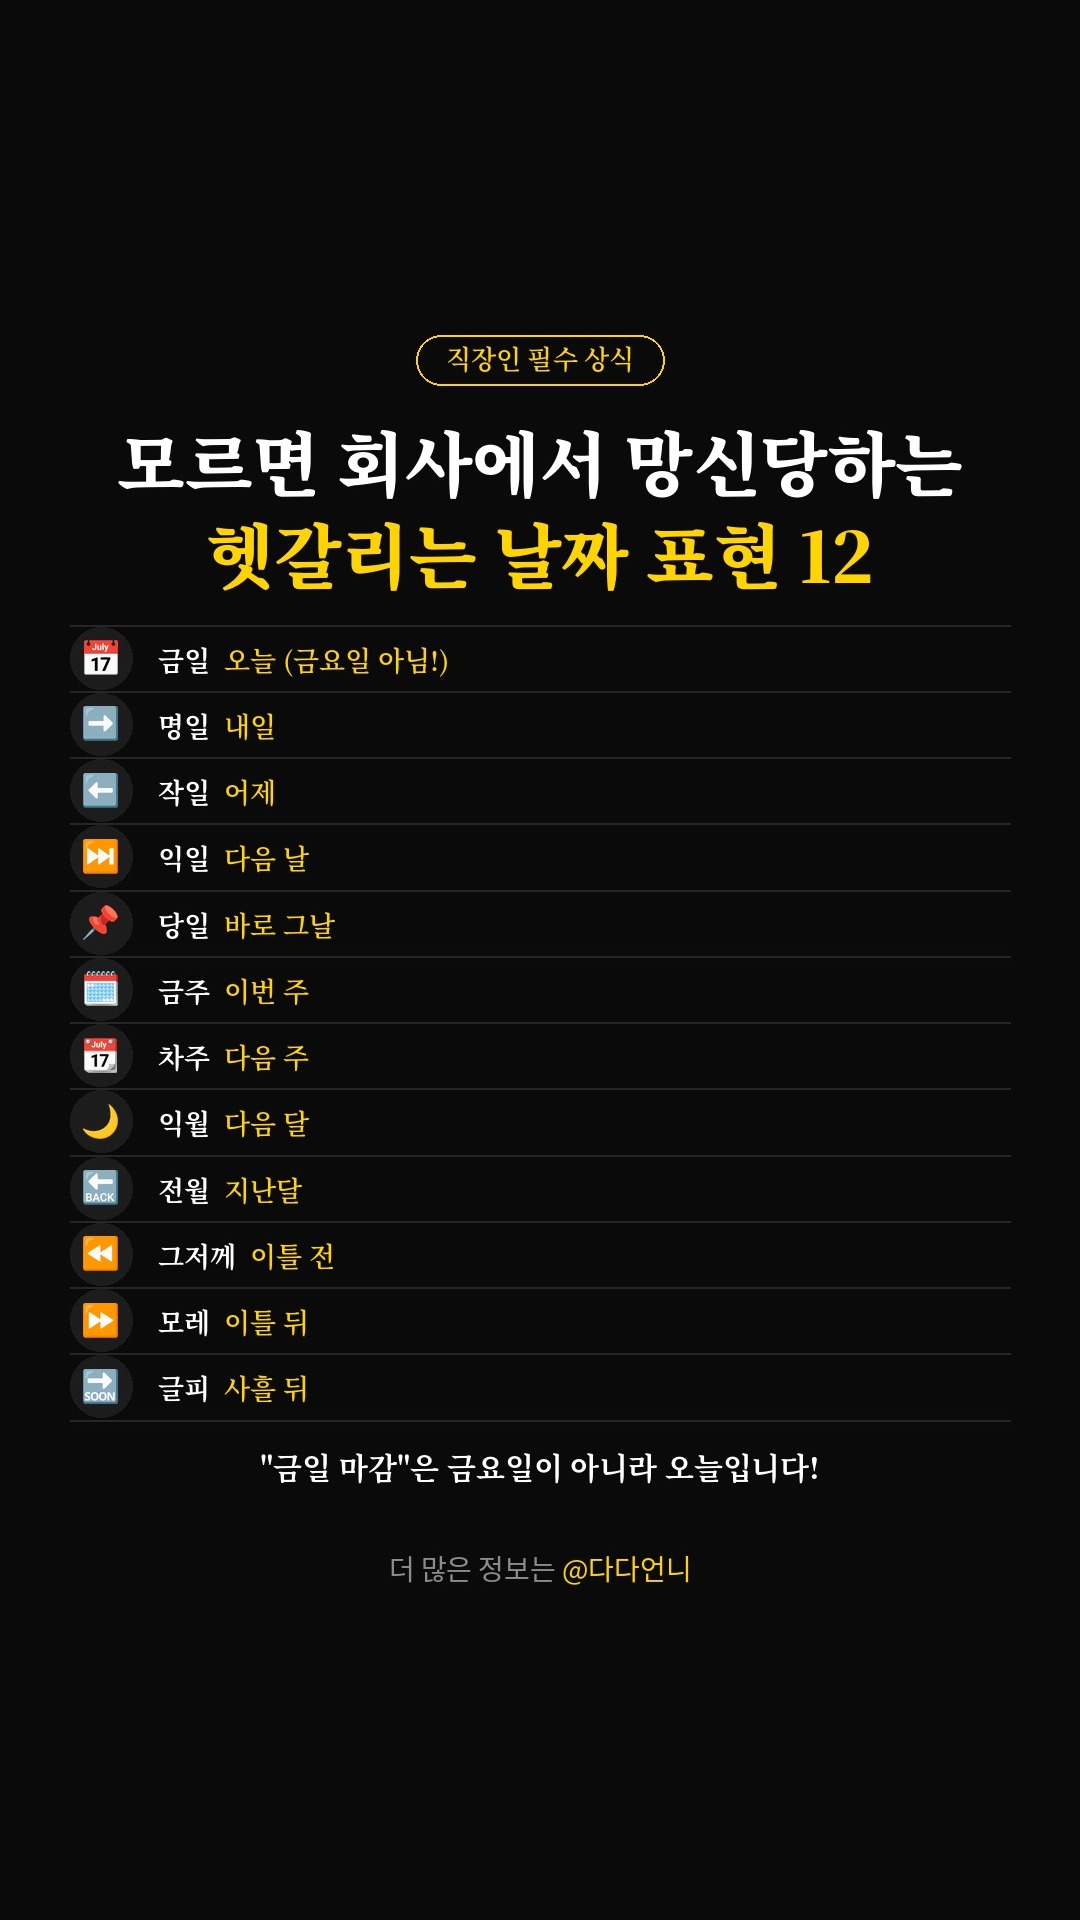 직장인 필수 상식
모르면 회사에서 망신당하는
헷갈리는 날짜 표현 12
July 17 금일 오늘 (금요일 아님!)
명일 내일
작일 어제
익일 다음 날
당일 바로 그날
금주 이번 주
July 17 차주 다음 주
익월 다음 달
BACK 전월 지난달
그저께 이틀 전
모레 이틀 뒤
SOON 글피 사흘 뒤
"금일 마감"은 금요일이 아니라 오늘입니다!
더 많은 정보는 @다다언니